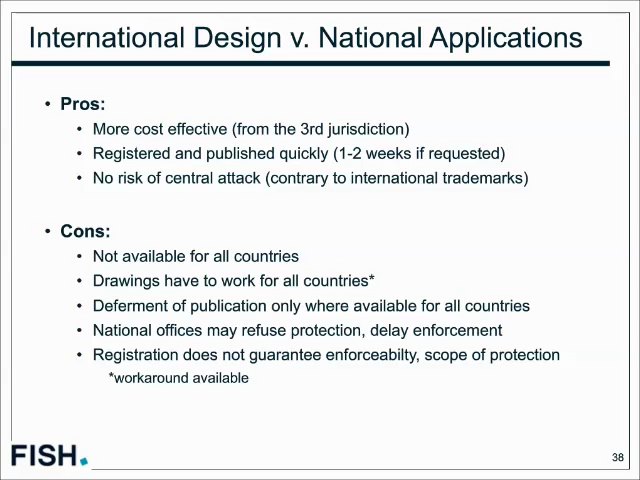 International Design v. National Applications
• Pros:
• More cost effective (from the 3rd jurisdiction)
• Registered and published quickly (1-2 weeks if requested)
• No risk of central attack (contrary to international trademarks)
• Cons:
• Not available for all countries
• Drawings have to work for all countries*
• Deferment of publication only where available for all countries
• National offices may refuse protection, delay enforcement
• Registration does not guarantee enforceabilty, scope of protection
*workaround available
FISH.
38